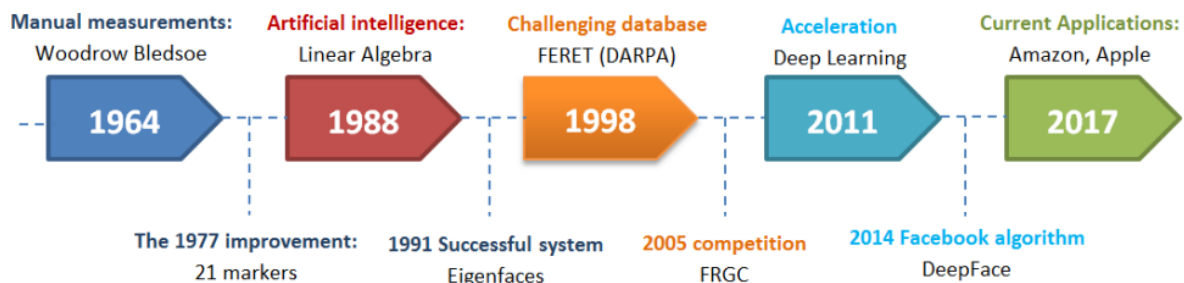 Manual measurements:
Woodrow Bledsoe
1964
Artificial intelligence:
Linear Algebra
1988
Challenging database
FERET (DARPA)
1998
Acceleration
Deep Learning
2011
Current Applications:
Amazon, Apple
2017
The 1977 improvement:
21 markers
1991 Successful system
Eigenfaces
2005 competition
FRGC
2014 Facebook algorithm
DeepFace